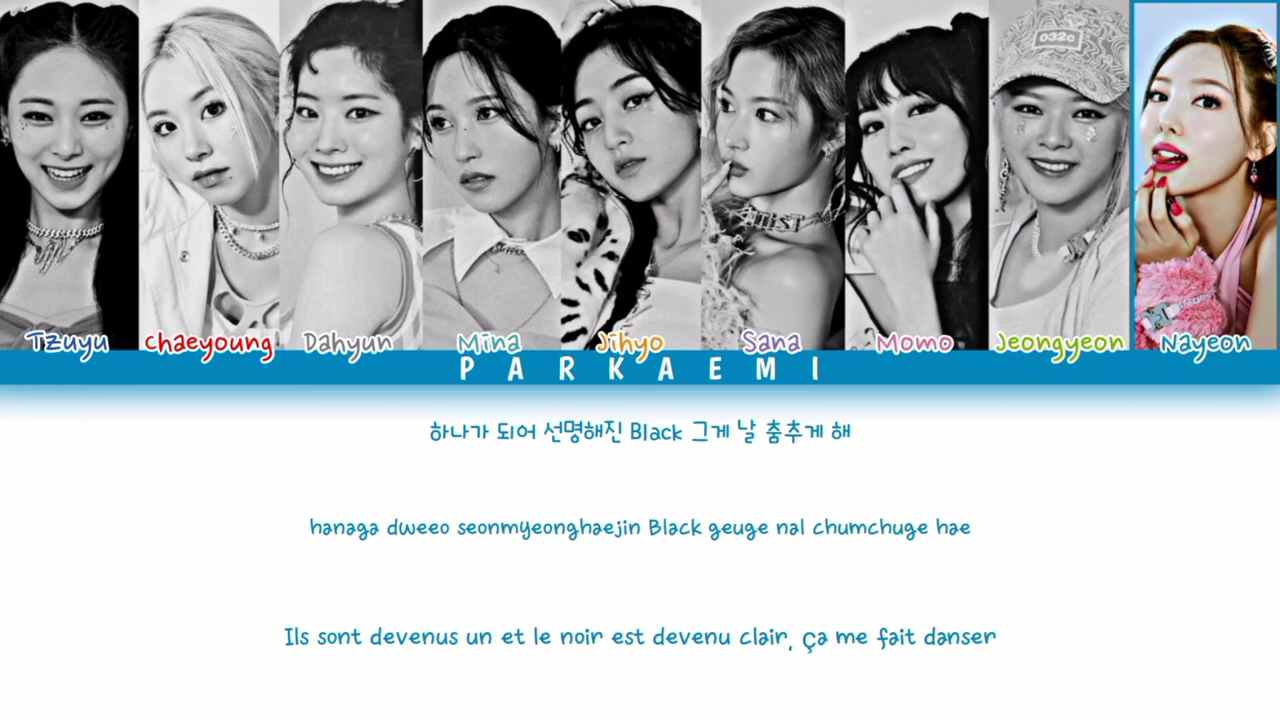 032c
Tzuyu
Chaeyoung
Dahyun
Mina
Jihyo
Sana
Momo
Jeongyeon
Nayeon
PARKAEMI
하나가 되어 선명해진 Black 그게 날 춤추게 해
hanaga dweeo seonmyeonghaejin Black geuge nal chumchuge hae
Ils sont devenus un et le noir est devenu clair, Ça me fait danser